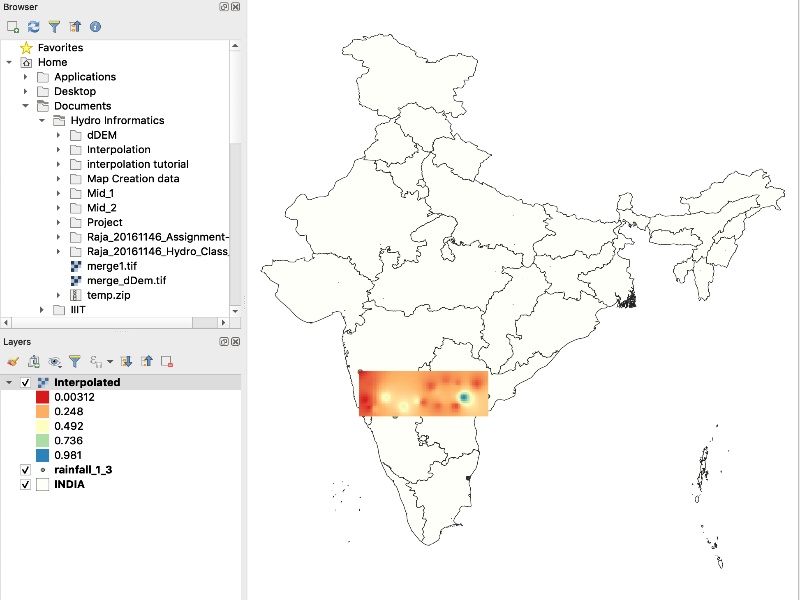 Browser
Favorites
Home
Applications
Desktop
Documents
Hydro Informatics
dDEM
Interpolation
interpolation tutorial
Map Creation data
Mid_1
Mid_2
Project
Raja_20161146_Assignment-
Raja_20161146_Hydro_Class_
merge1.tif
merge_dDem.tif
temp.zip
IIIT
Layers
Interpolated
0.00312
0.248
0.492
0.736
0.981
rainfall_1_3
INDIA